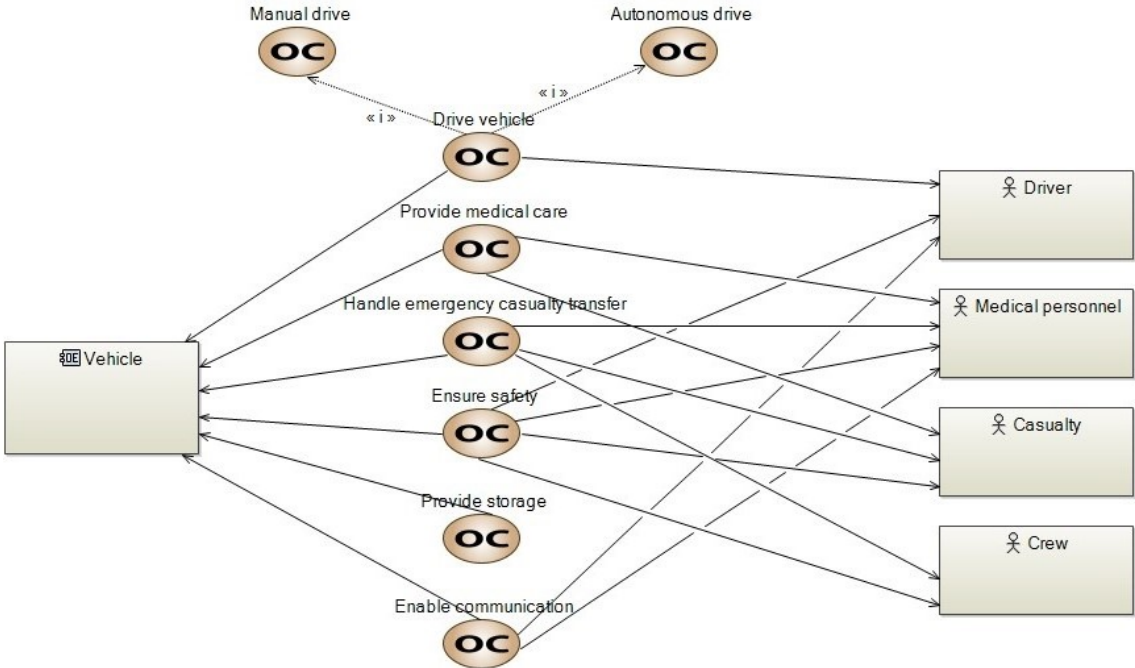 Manual drive
Autonomous drive
OC
OC
« i »
« i »
Drive vehicle
OC
Driver
Provide medical care
OC
Handle emergency casualty transfer
Medical personnel
OC
OE Vehicle
Ensure safety
OC
Casualty
Provide storage
OC
Crew
Enable communication
OC